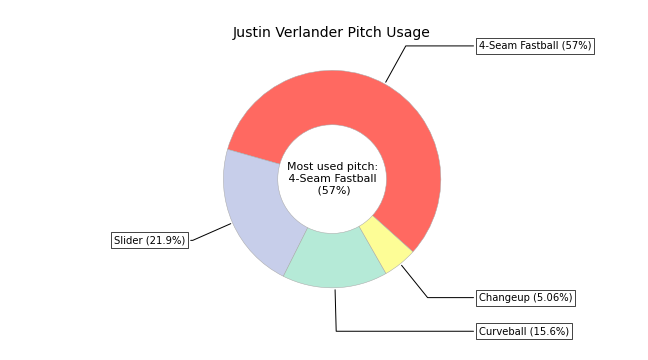 Justin Verlander Pitch Usage
4-Seam Fastball (57%)
Most used pitch:
4-Seam Fastball
(57%)
Slider (21.9%)
Changeup (5.06%)
Curveball (15.6%)